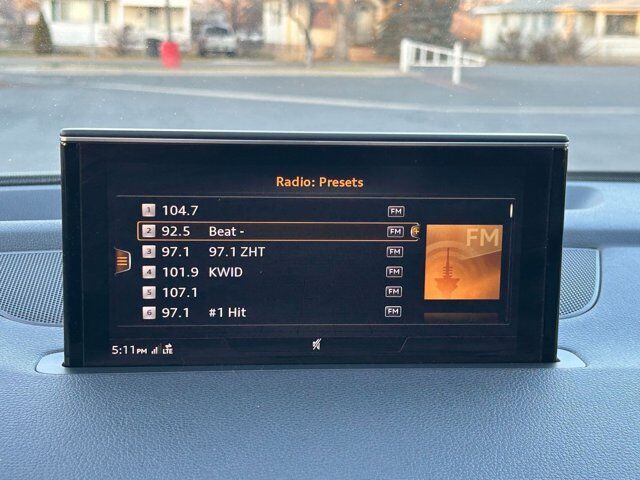 Radio: Presets
1 104.7 FM
2 92.5 Beat - FM
3 97.1 97.1 ZHT FM
4 101.9 KWID FM
5 107.1 FM
6 97.1 #1 Hit FM
FM
5:11PM LTE